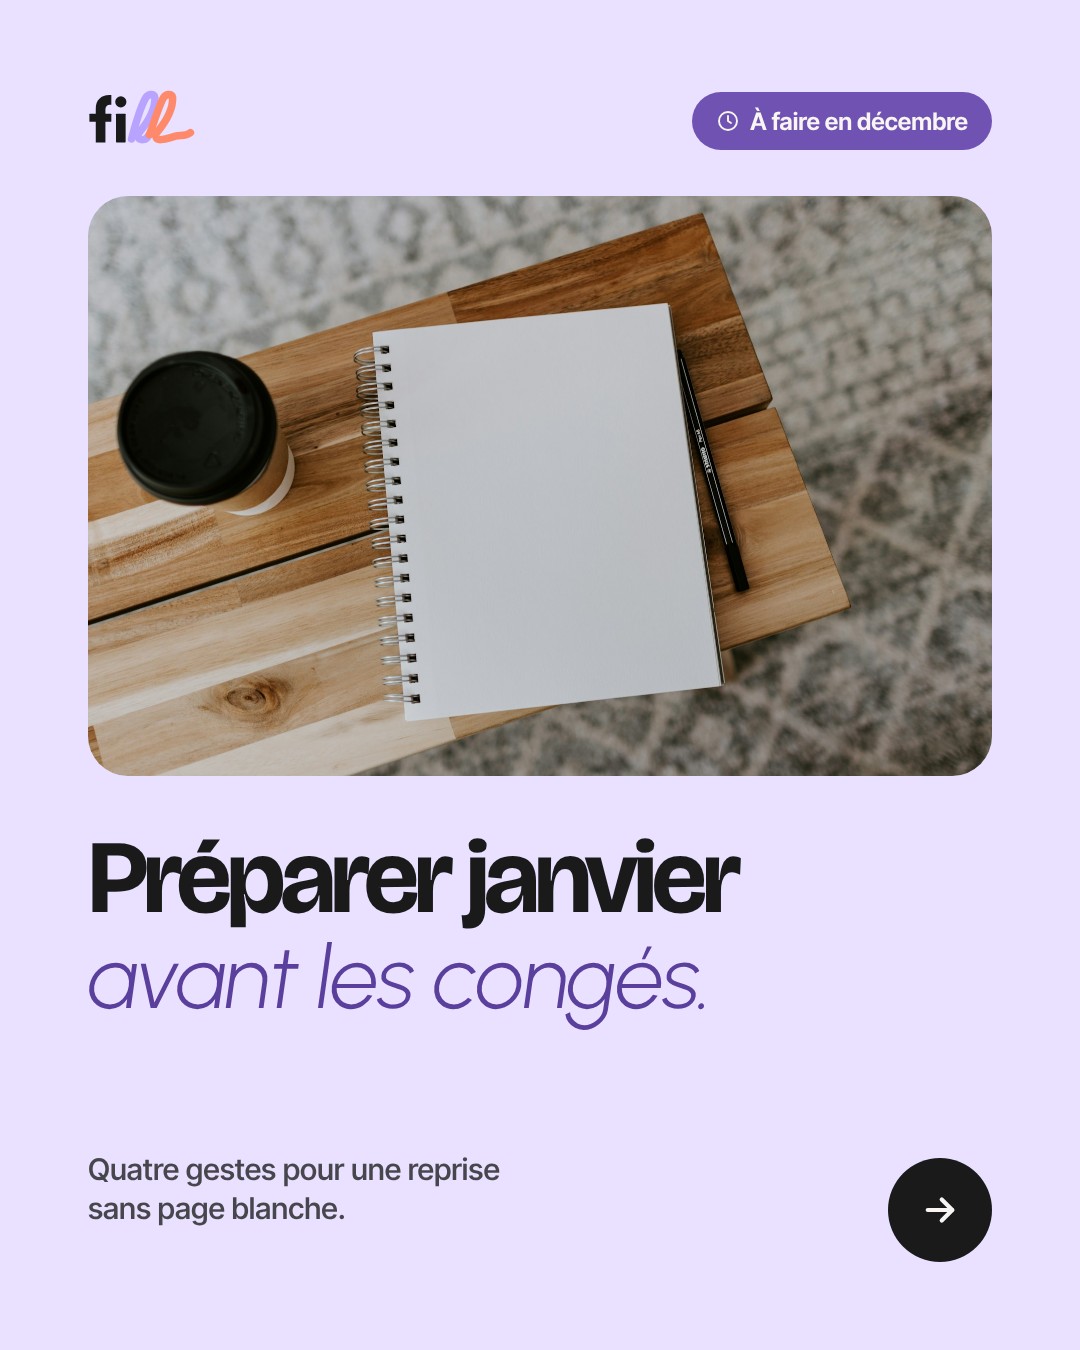 fill
À faire en décembre
Préparer janvier
avant les congés.
Quatre gestes pour une reprise
sans page blanche.